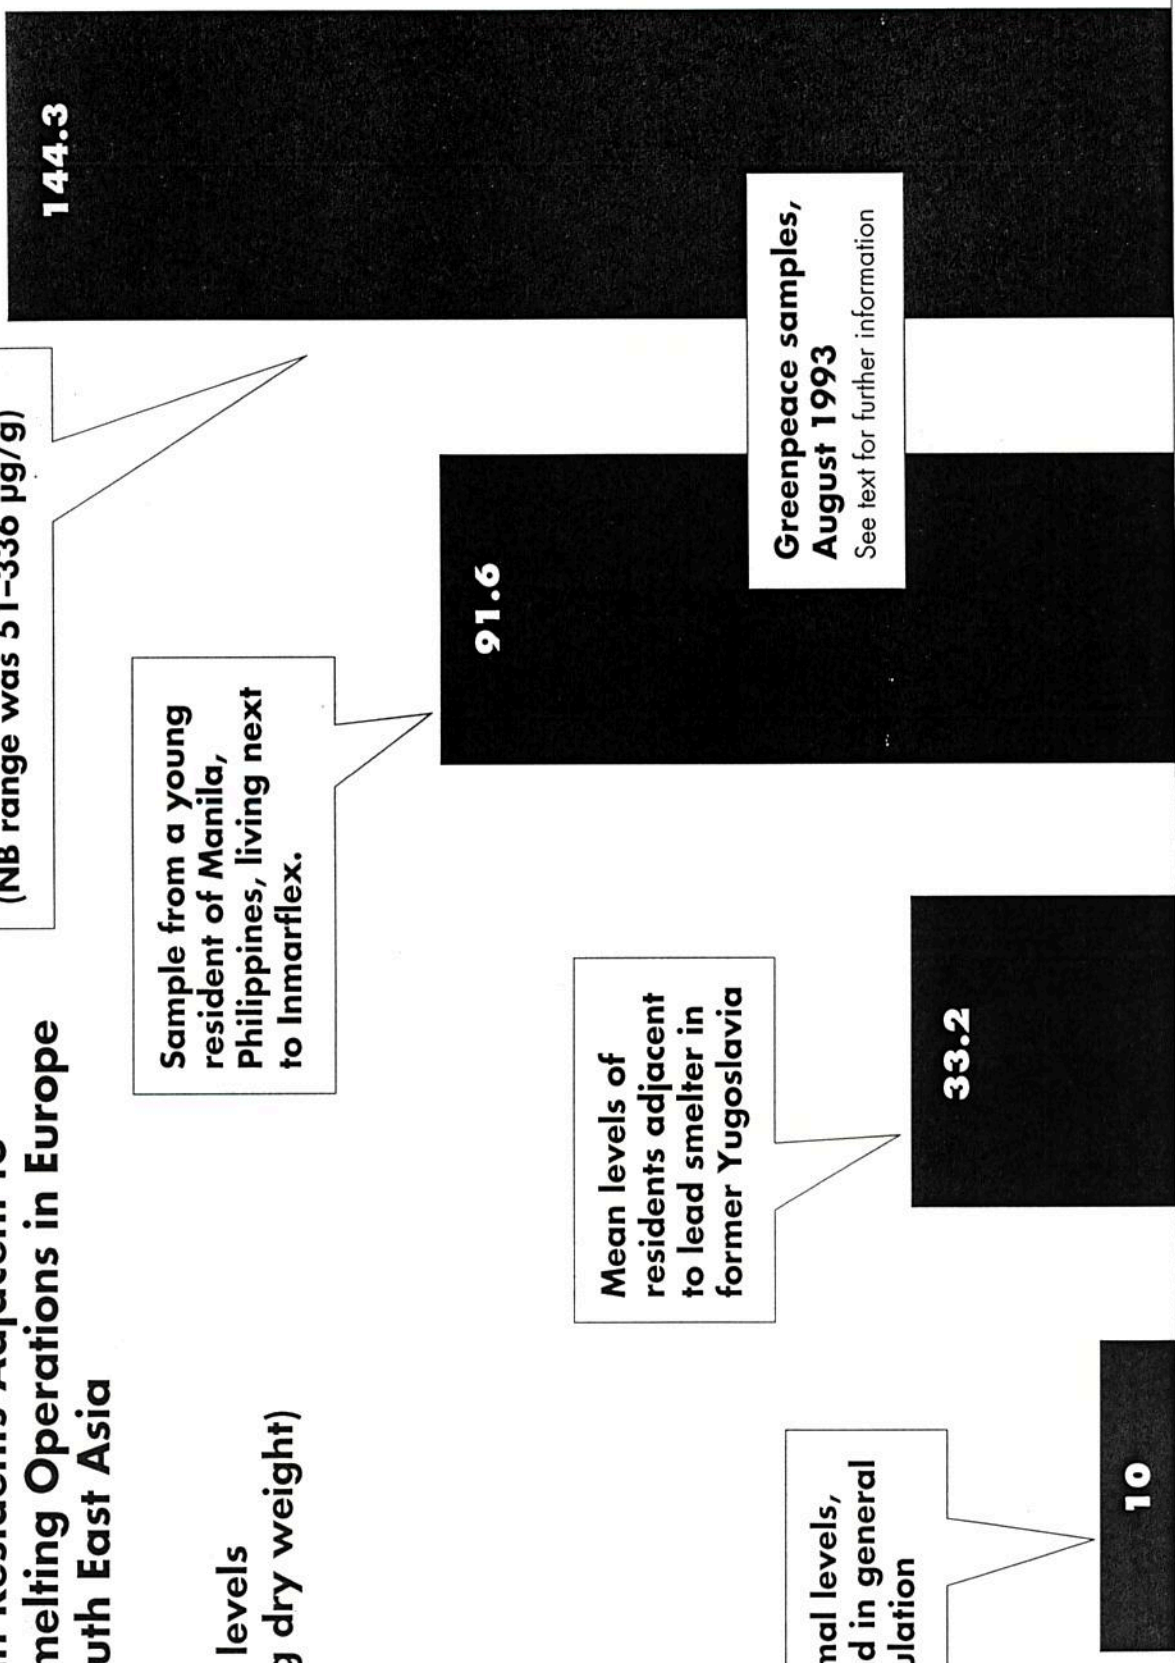 Residents Adjacent to
melting Operations in Europe
uth East Asia
levels
g dry weight)
(NB range was 51–336 µg/g)
144.3
Sample from a young
resident of Manila,
Philippines, living next
to Inmarflex.
91.6
Greenpeace samples,
August 1993
See text for further information
Mean levels of
residents adjacent
to lead smelter in
former Yugoslavia
33.2
mal levels,
d in general
ulation
10